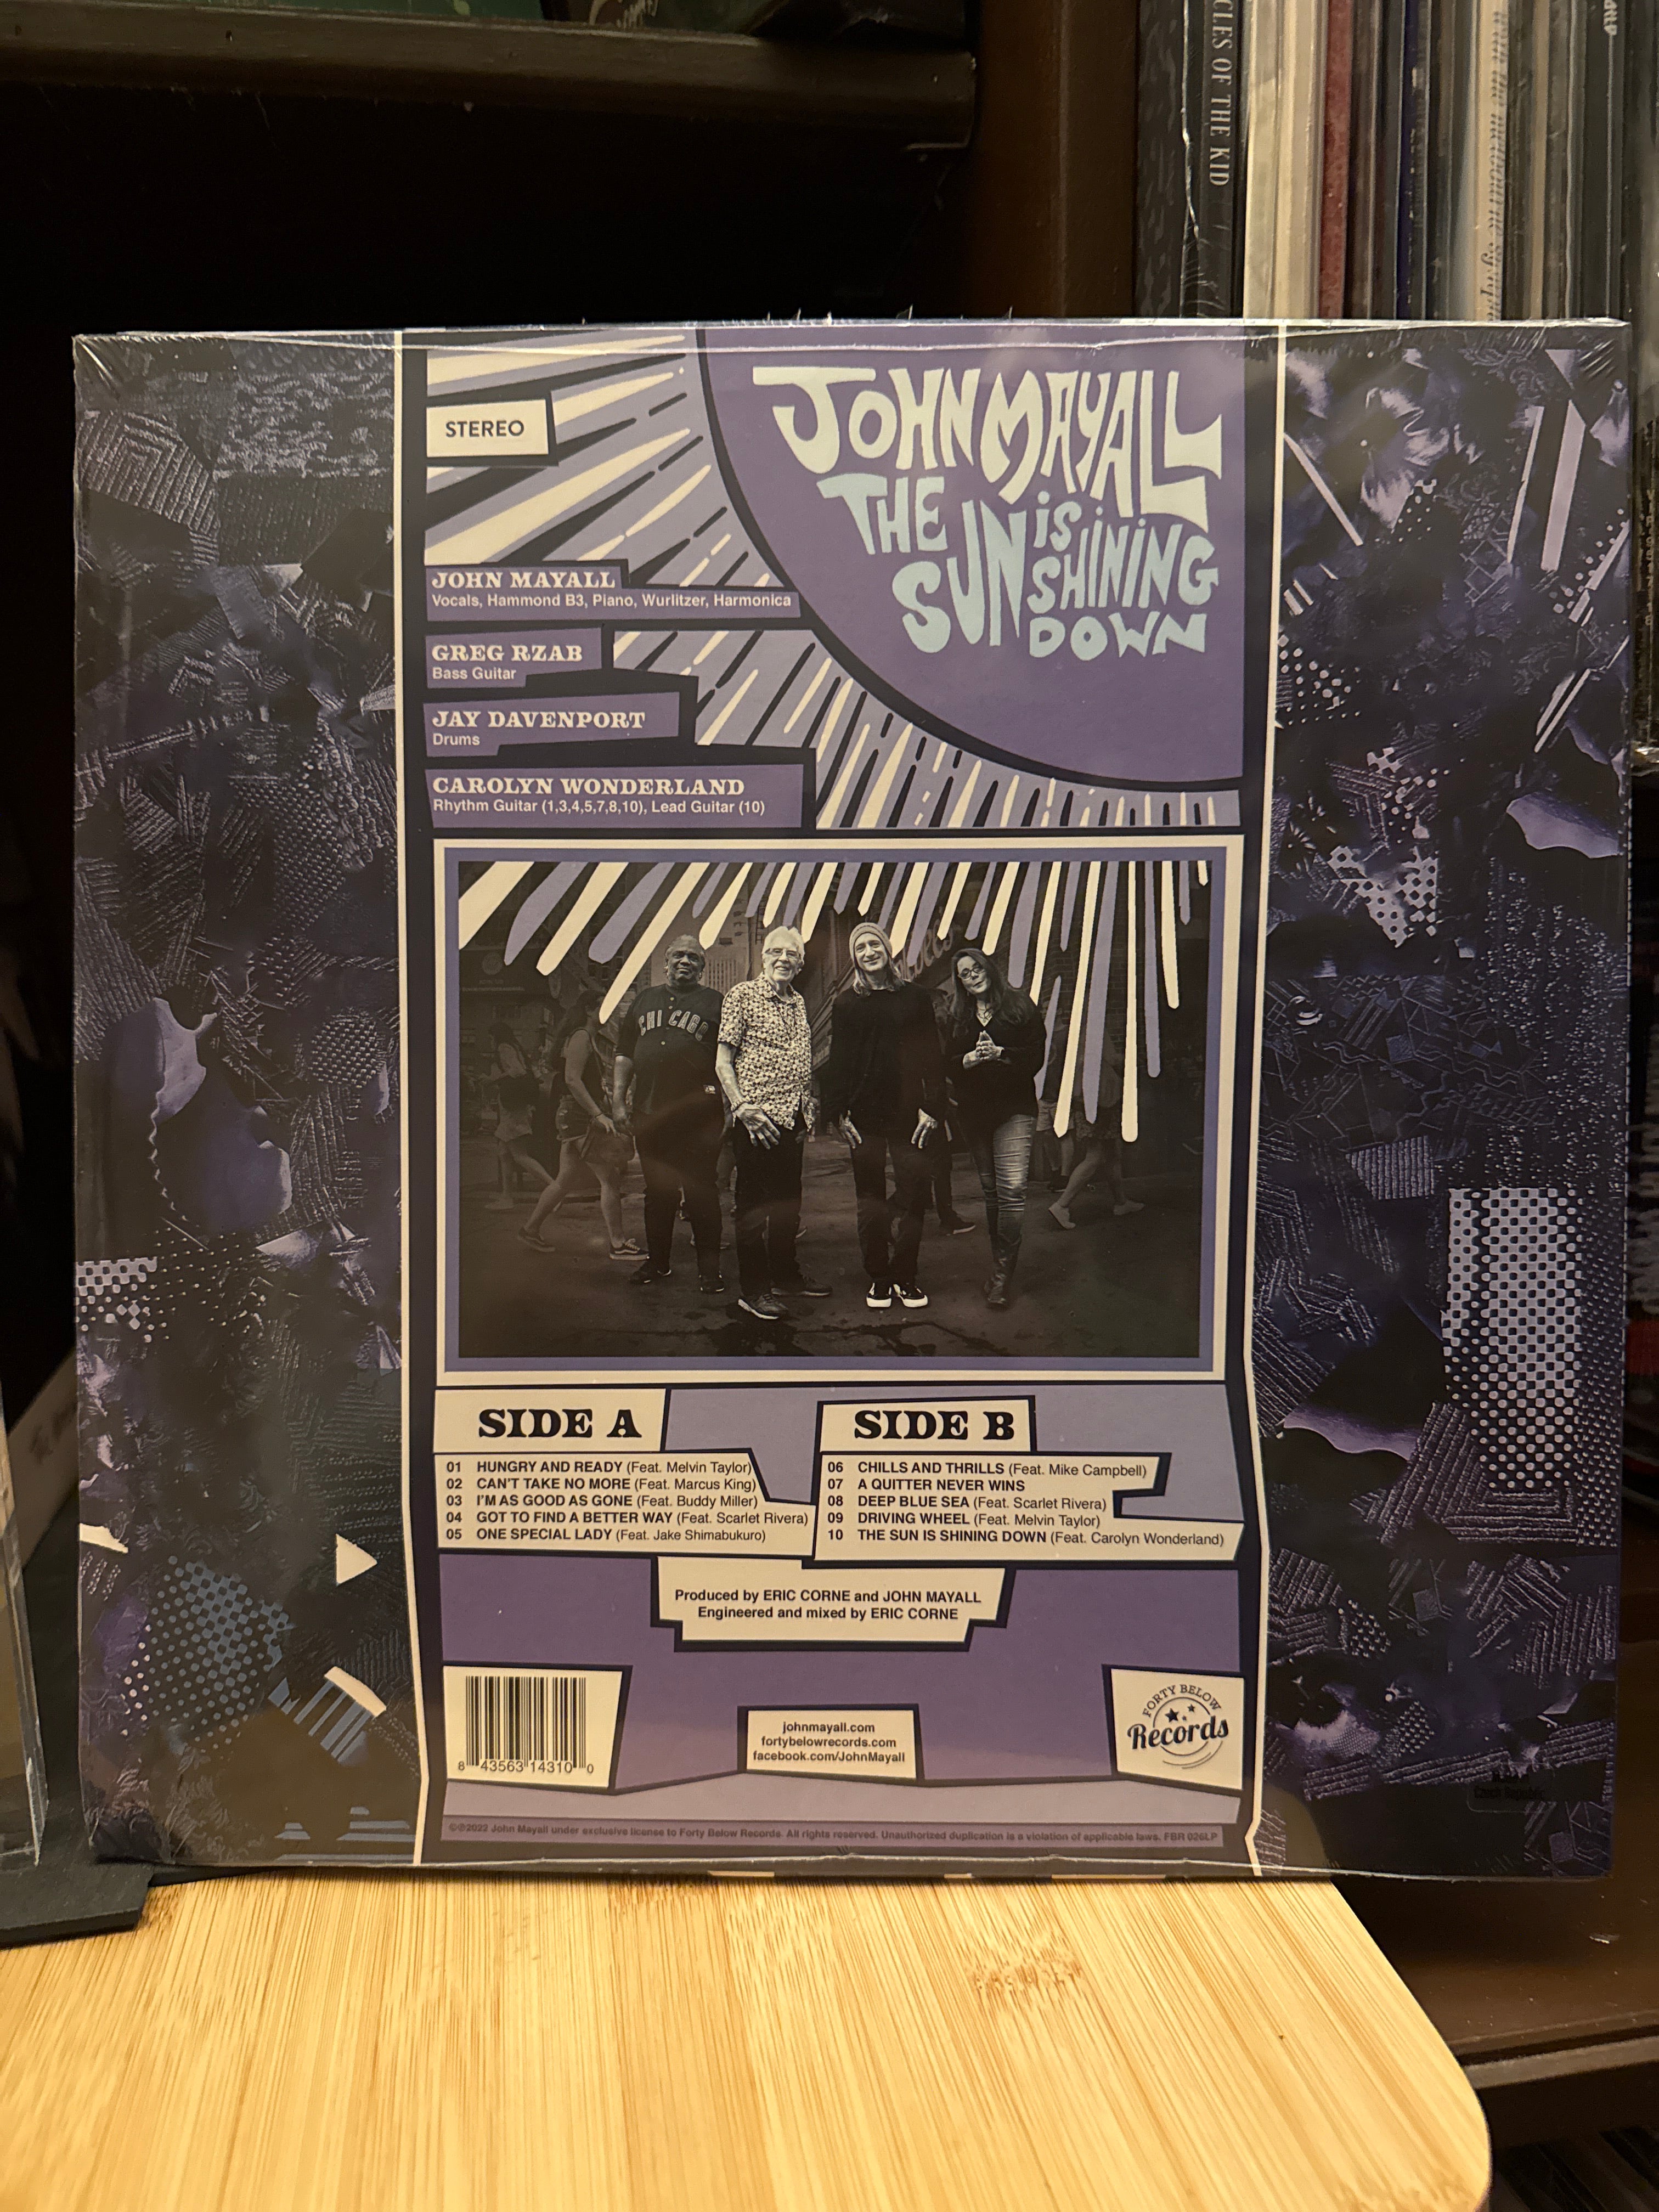 CLES OF THE KID
STEREO
JOHN MAYALL
THE SUN IS SHINING DOWN
JOHN MAYALL
Vocals, Hammond B3, Piano, Wurlitzer, Harmonica
GREG RZAB
Bass Guitar
JAY DAVENPORT
Drums
CAROLYN WONDERLAND
Rhythm Guitar (1,3,4,5,7,8,10), Lead Guitar (10)
CHICAGO
SIDE A
01 HUNGRY AND READY (Feat. Melvin Taylor)
02 CAN'T TAKE NO MORE (Feat. Marcus King)
03 I'M AS GOOD AS GONE (Feat. Buddy Miller)
04 GOT TO FIND A BETTER WAY (Feat. Scarlet Rivera)
05 ONE SPECIAL LADY (Feat. Jake Shimabukuro)
SIDE B
06 CHILLS AND THRILLS (Feat. Mike Campbell)
07 A QUITTER NEVER WINS
08 DEEP BLUE SEA (Feat. Scarlet Rivera)
09 DRIVING WHEEL (Feat. Melvin Taylor)
10 THE SUN IS SHINING DOWN (Feat. Carolyn Wonderland)
Produced by ERIC CORNE and JOHN MAYALL
Engineered and mixed by ERIC CORNE
8 43563 14310 0
johnmayall.com
fortybelowrecords.com
facebook.com/JohnMayall
FORTY BELOW
Records
Czech Republic
©℗2022 John Mayall under exclusive license to Forty Below Records. All rights reserved. Unauthorized duplication is a violation of applicable laws. FBR 026LP